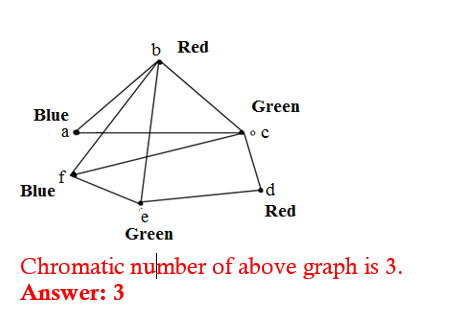 b Red
Blue
a
Green
c
f
Blue
d
Red
e
Green
Chromatic number of above graph is 3.
Answer: 3